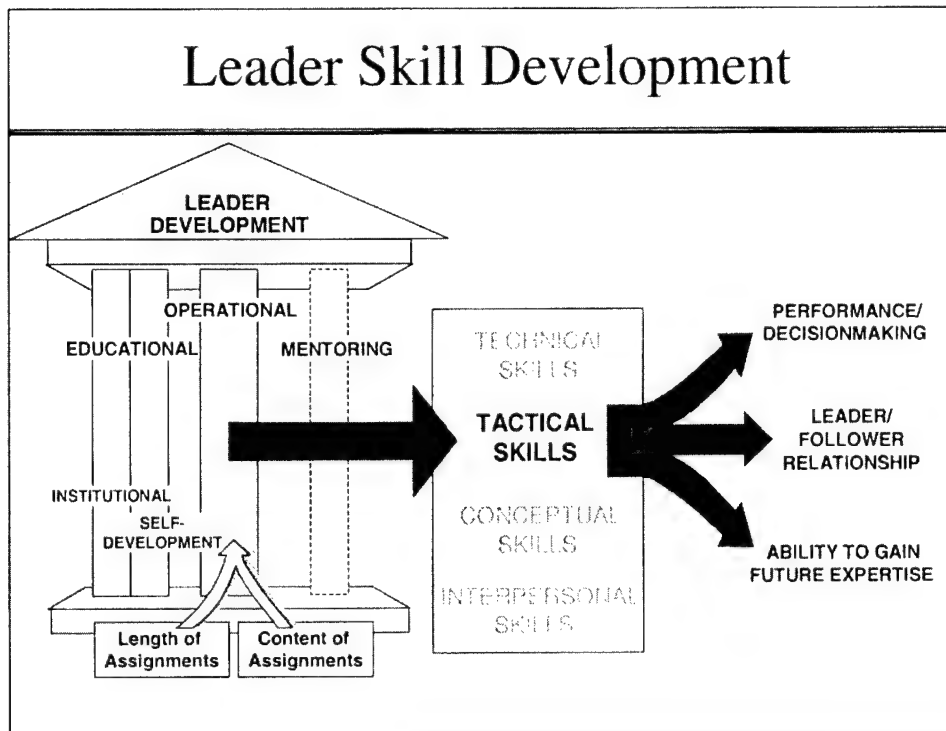 Leader Skill Development
LEADER
DEVELOPMENT
OPERATIONAL
EDUCATIONAL
MENTORING
INSTITUTIONAL
SELF-
DEVELOPMENT
Length of
Assignments
Content of
Assignments
TECHNICAL
SKILLS
TACTICAL
SKILLS
CONCEPTUAL
SKILLS
INTERPERSONAL
SKILLS
PERFORMANCE/
DECISIONMAKING
LEADER/
FOLLOWER
RELATIONSHIP
ABILITY TO GAIN
FUTURE EXPERTISE